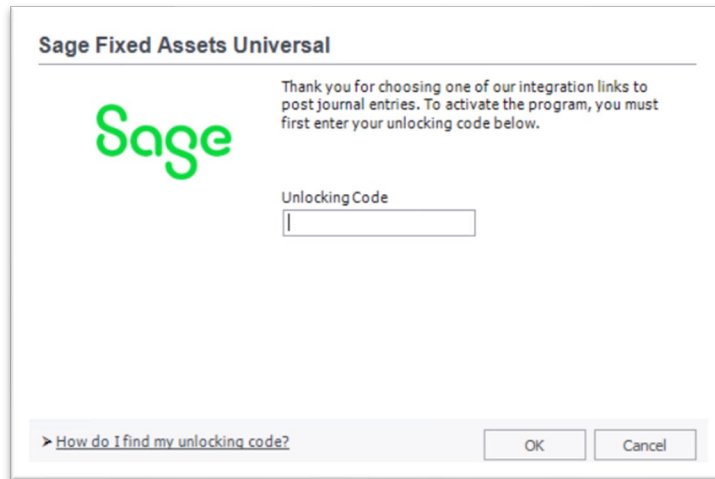 Sage Fixed Assets Universal
Sage
Thank you for choosing one of our integration links to
post journal entries. To activate the program, you must
first enter your unlocking code below.
Unlocking Code
➤ How do I find my unlocking code?
OK
Cancel